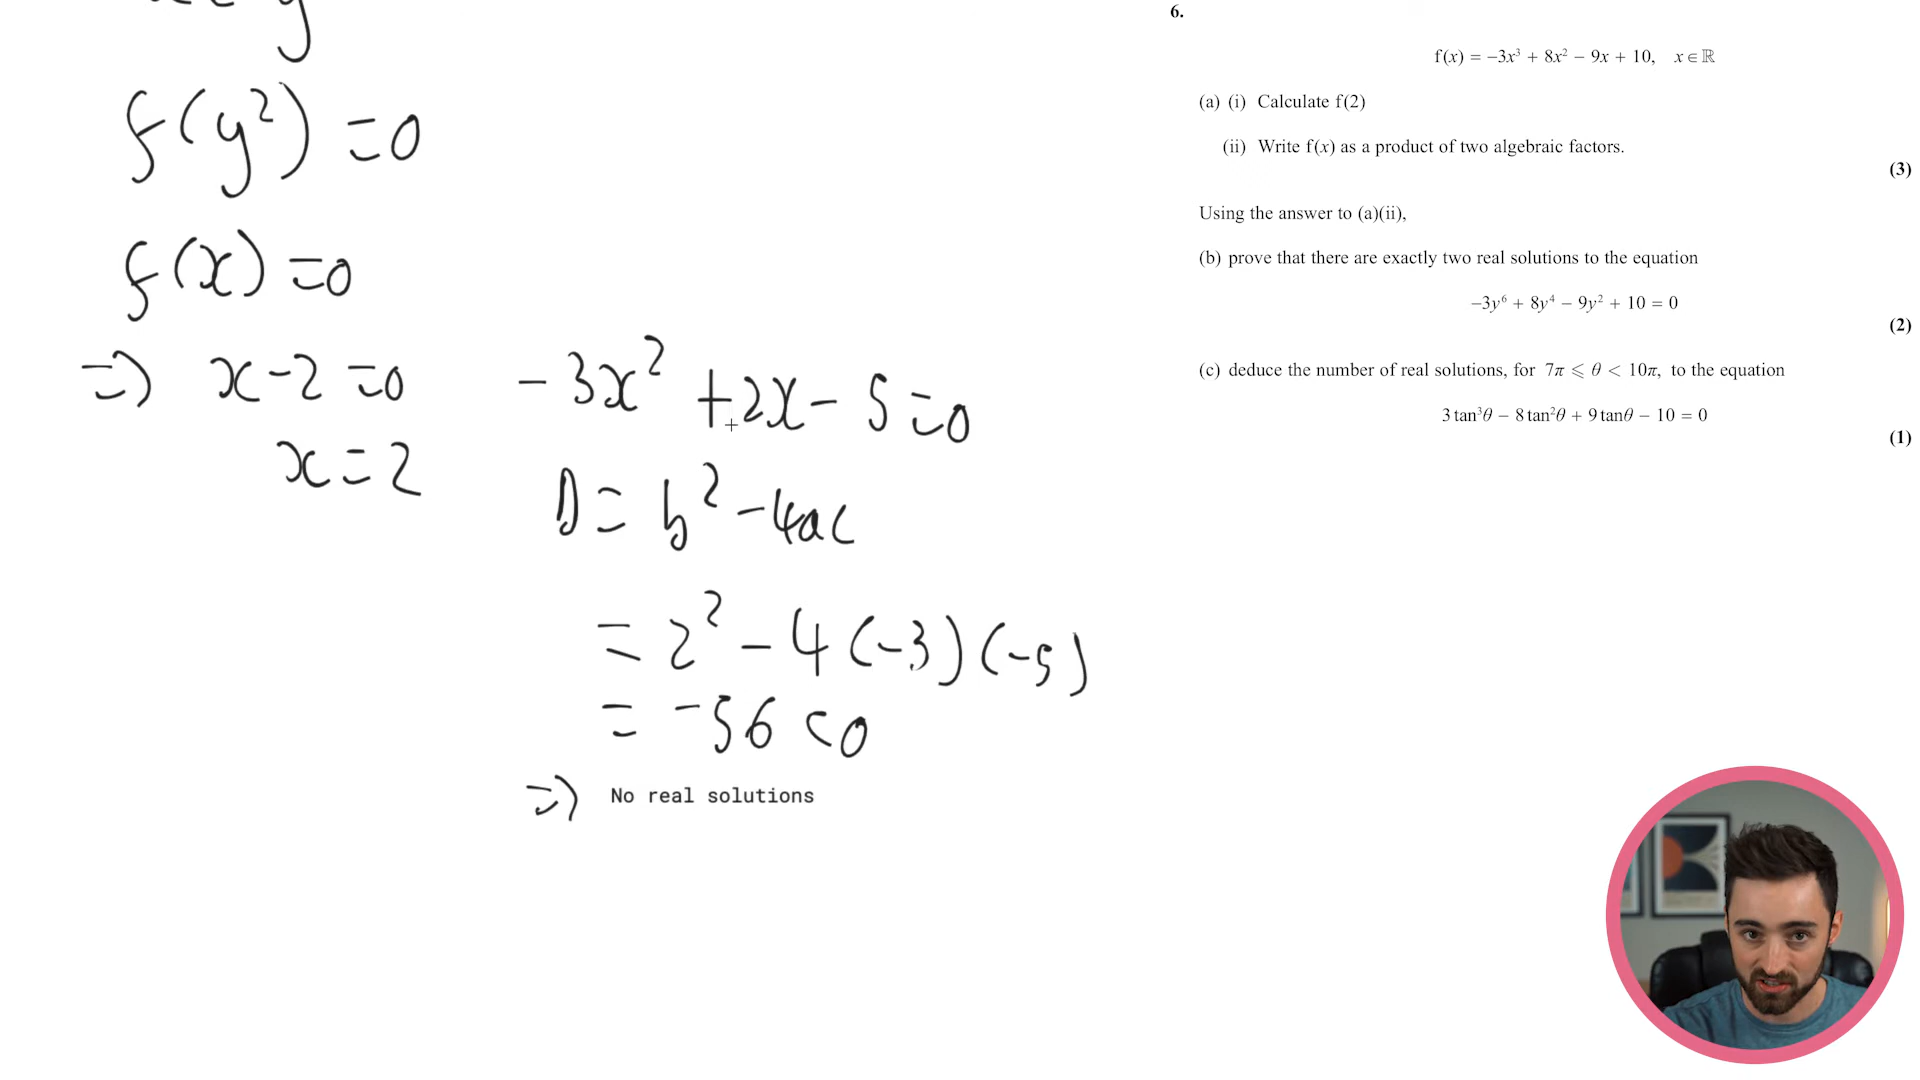 f(y²) = 0
f(x) = 0
=> x - 2 = 0
x = 2
-3x² + 2x - 5 = 0
D = b² - 4ac
= 2² - 4(-3)(-5)
= -56 < 0
=> No real solutions
6.
f(x) = −3x³ + 8x² − 9x + 10, x ∈ ℝ
(a) (i) Calculate f(2)
(ii) Write f(x) as a product of two algebraic factors.
(3)
Using the answer to (a)(ii),
(b) prove that there are exactly two real solutions to the equation
−3y⁶ + 8y⁴ − 9y² + 10 = 0
(2)
(c) deduce the number of real solutions, for 7π ⩽ θ < 10π, to the equation
3 tan³θ − 8 tan²θ + 9 tanθ − 10 = 0
(1)